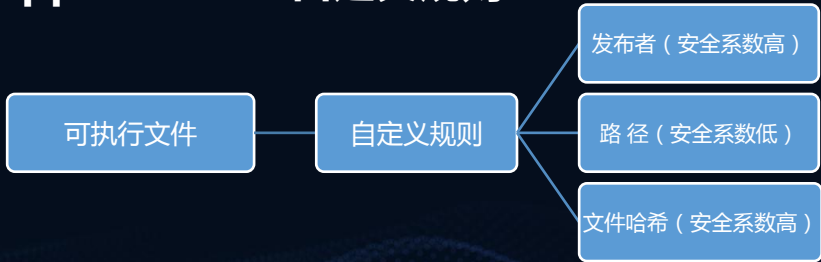 可执行文件
自定义规则
发布者（安全系数高）
路 径（安全系数低）
文件哈希（安全系数高）